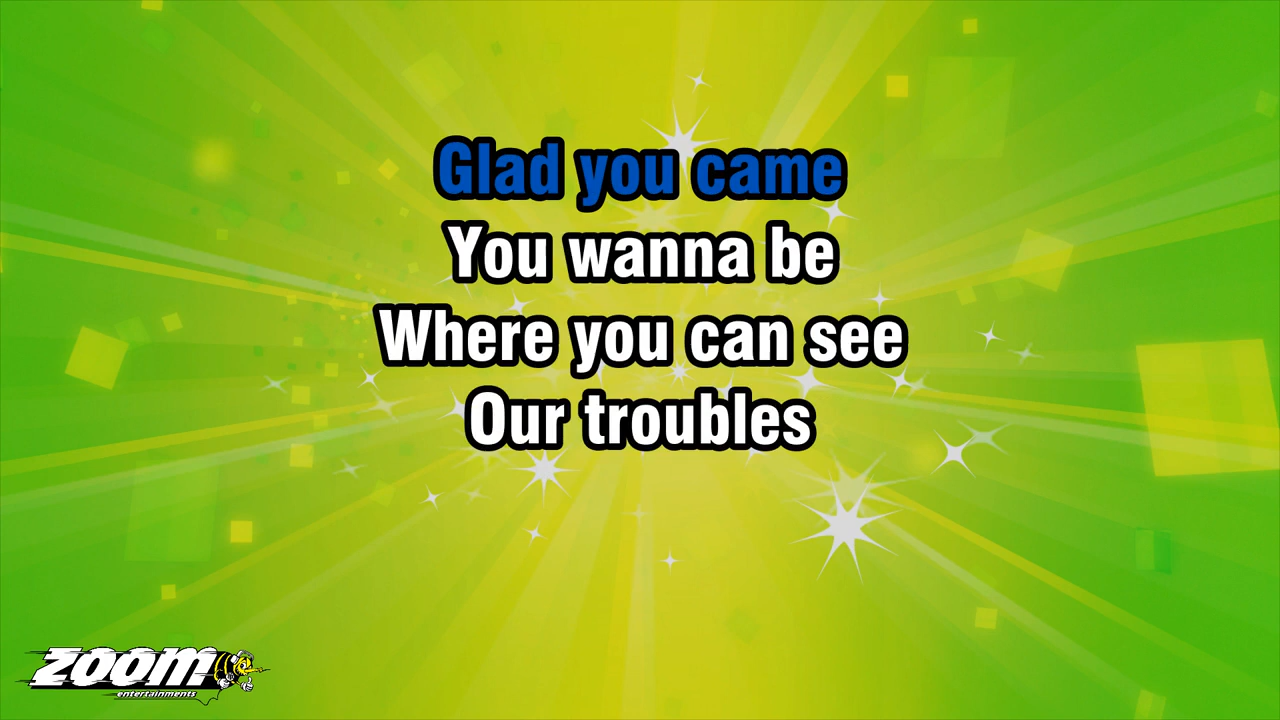 Glad you came
You wanna be
Where you can see
Our troubles
zoom
entertainments